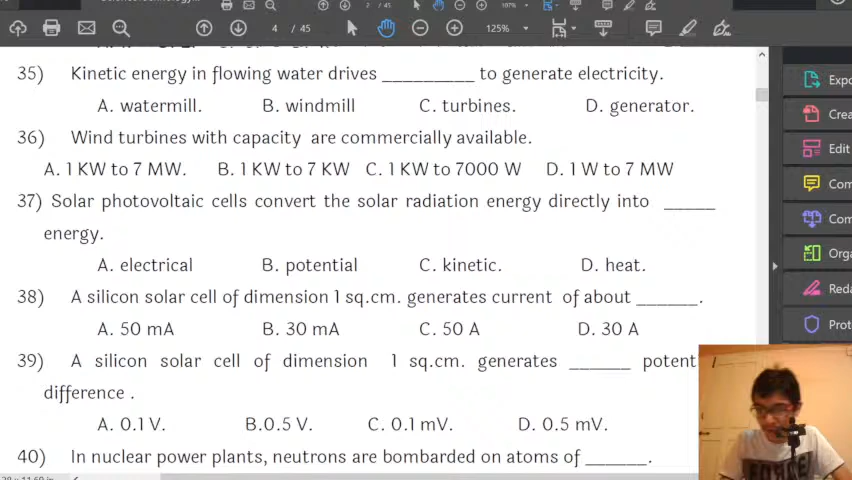 2 / 45
4 / 45
125%
35) Kinetic energy in flowing water drives _________ to generate electricity.
A. watermill. B. windmill C. turbines. D. generator.
36) Wind turbines with capacity are commercially available.
A. 1 KW to 7 MW. B. 1 KW to 7 KW C. 1 KW to 7000 W D. 1 W to 7 MW
37) Solar photovoltaic cells convert the solar radiation energy directly into _____
energy.
A. electrical B. potential C. kinetic. D. heat.
38) A silicon solar cell of dimension 1 sq.cm. generates current of about ______.
A. 50 mA B. 30 mA C. 50 A D. 30 A
39) A silicon solar cell of dimension 1 sq.cm. generates ______ potent
difference .
A. 0.1 V. B.0.5 V. C. 0.1 mV. D. 0.5 mV.
40) In nuclear power plants, neutrons are bombarded on atoms of ______.
Expo
Crea
Edit
Com
Com
Orga
Reda
Prot